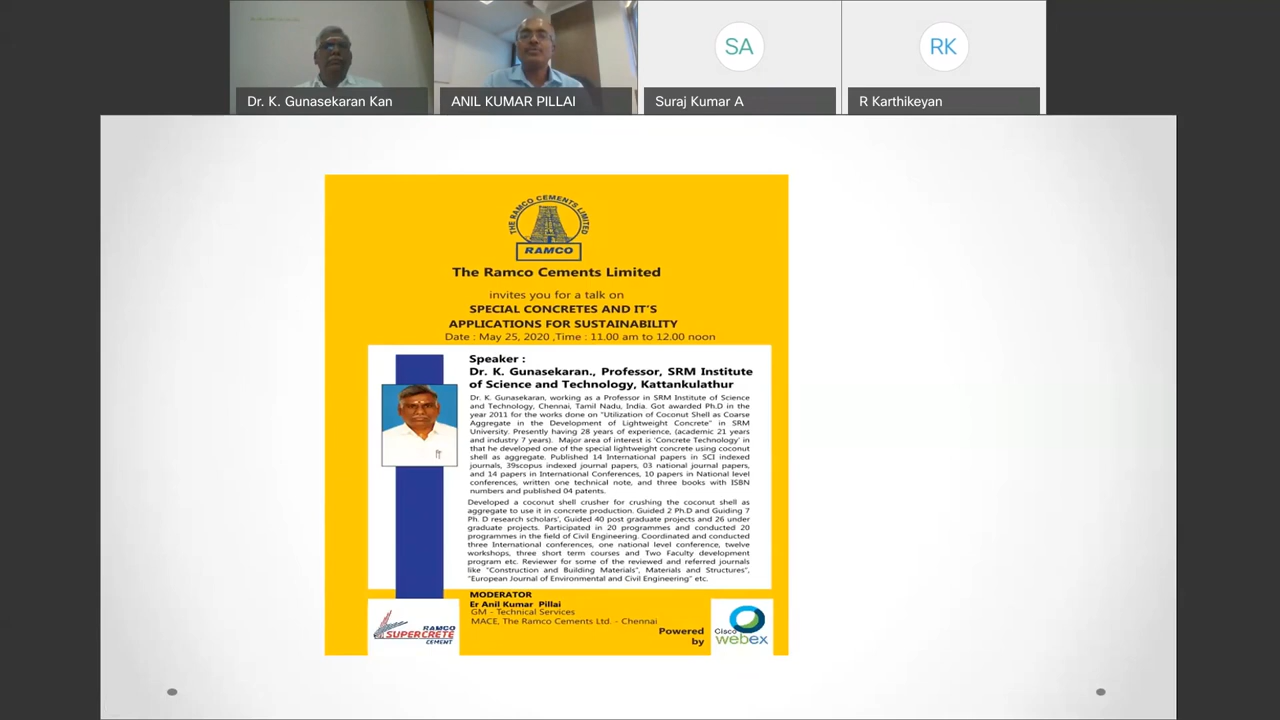 Dr. K. Gunasekaran Kan
ANIL KUMAR PILLAI
SA
Suraj Kumar A
RK
R Karthikeyan
THE RAMCO CEMENTS LIMITED
RAMCO
The Ramco Cements Limited
invites you for a talk on
SPECIAL CONCRETES AND IT'S
APPLICATIONS FOR SUSTAINABILITY
Date : May 25, 2020 ,Time : 11.00 am to 12.00 noon
Speaker :
Dr. K. Gunasekaran., Professor, SRM Institute
of Science and Technology, Kattankulathur
Dr. K. Gunasekaran, working as a Professor in SRM Institute of Science
and Technology, Chennai, Tamil Nadu, India. Got awarded Ph.D in the
year 2011 for the works done on "Utilization of Coconut Shell as Coarse
Aggregate in the Development of Lightweight Concrete" in SRM
University. Presently having 28 years of experience, (academic 21 years
and industry 7 years). Major area of interest is 'Concrete Technology' in
that he developed one of the special lightweight concrete using coconut
shell as aggregate. Published 14 International papers in SCI indexed
journals, 39scopus indexed journal papers, 03 national journal papers,
and 14 papers in International Conferences, 10 papers in National level
conferences, written one technical note, and three books with ISBN
numbers and published 04 patents.
Developed a coconut shell crusher for crushing the coconut shell as
aggregate to use it in concrete production. Guided 2 Ph.D and Guiding 7
Ph. D research scholars', Guided 40 post graduate projects and 26 under
graduate projects. Participated in 20 programmes and conducted 20
programmes in the field of Civil Engineering. Coordinated and conducted
three International conferences, one national level conference, twelve
workshops, three short term courses and Two Faculty development
program etc. Reviewer for some of the reviewed and referred journals
like "Construction and Building Materials", Materials and Structures",
"European Journal of Environmental and Civil Engineering" etc.
MODERATOR
Er Anil Kumar Pillai
GM - Technical Services
MACE, The Ramco Cements Ltd. - Chennai
Powered
by
RAMCO
SUPERCRETE
CEMENT
Cisco
webex